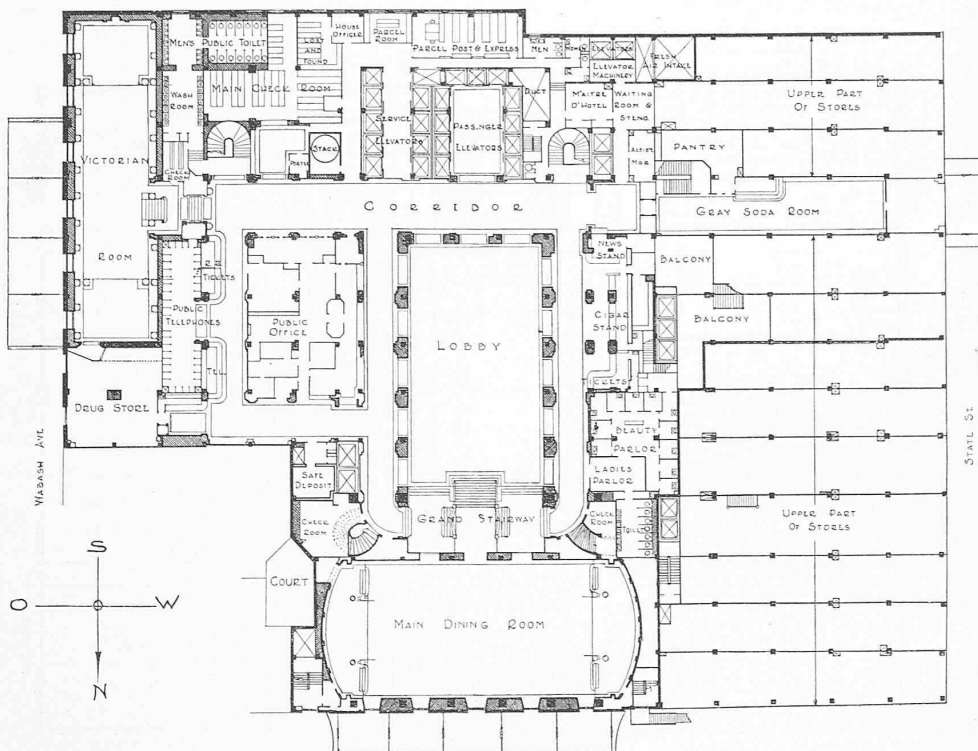 MEN'S
PUBLIC TOILET
LOST
AND
FOUND
HOUSE
OFFICER
PARCEL
ROOM
PARCEL POST & EXPRESS
MEN
WOMEN
ELEVATORS
ELEVATOR
MACHINERY
FRESH
AIR INTAKE
MAIN CHECK ROOM
WASH
ROOM
DUCT
MAITRE
D'HOTEL
WAITING
ROOM &
STENO
UPPER PART
OF STORES
SERVICE
ELEVATORS
PASSENGER
ELEVATORS
STACK
PORTER
CHECK
ROOM
PANTRY
VICTORIAN
ROOM
CORRIDOR
GRAY SODA ROOM
NEWS
STAND
BALCONY
BALCONY
R.R.
TICKETS
PUBLIC
TELEPHONES
TEL.
PUBLIC
OFFICE
LOBBY
CIGAR
STAND
TICKETS
DRUG STORE
BEAUTY
PARLOR
LADIES
PARLOR
SAFE
DEPOSIT
CHECK
ROOM
GRAND STAIRWAY
CHECK
ROOM
TOILET
UPPER PART
OF STORES
COURT
MAIN DINING ROOM
WABASH AVE
STATE ST
S
O
W
N